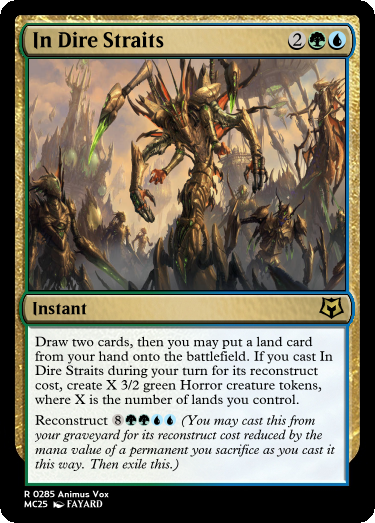 In Dire Straits 2
Instant
Draw two cards, then you may put a land card
from your hand onto the battlefield. If you cast In
Dire Straits during your turn for its reconstruct
cost, create X 3/2 green Horror creature tokens,
where X is the number of lands you control.
Reconstruct 8 (You may cast this from
your graveyard for its reconstruct cost reduced by the
mana value of a permanent you sacrifice as you cast it
this way. Then exile this.)
R 0285 Animus Vox
MC25 FAYARD